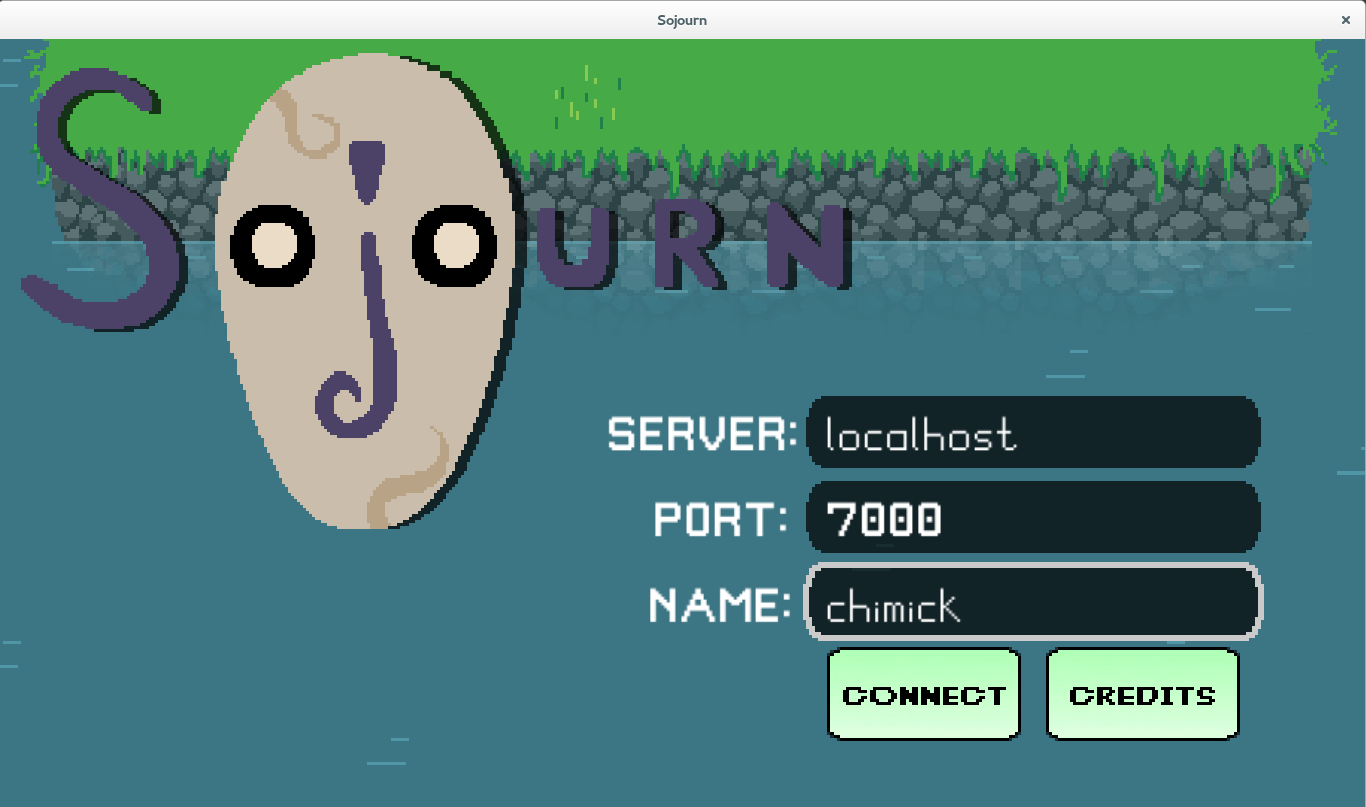 Sojourn
SOJOURN
SERVER: localhost
PORT: 7000
NAME: chimick
CONNECT CREDITS